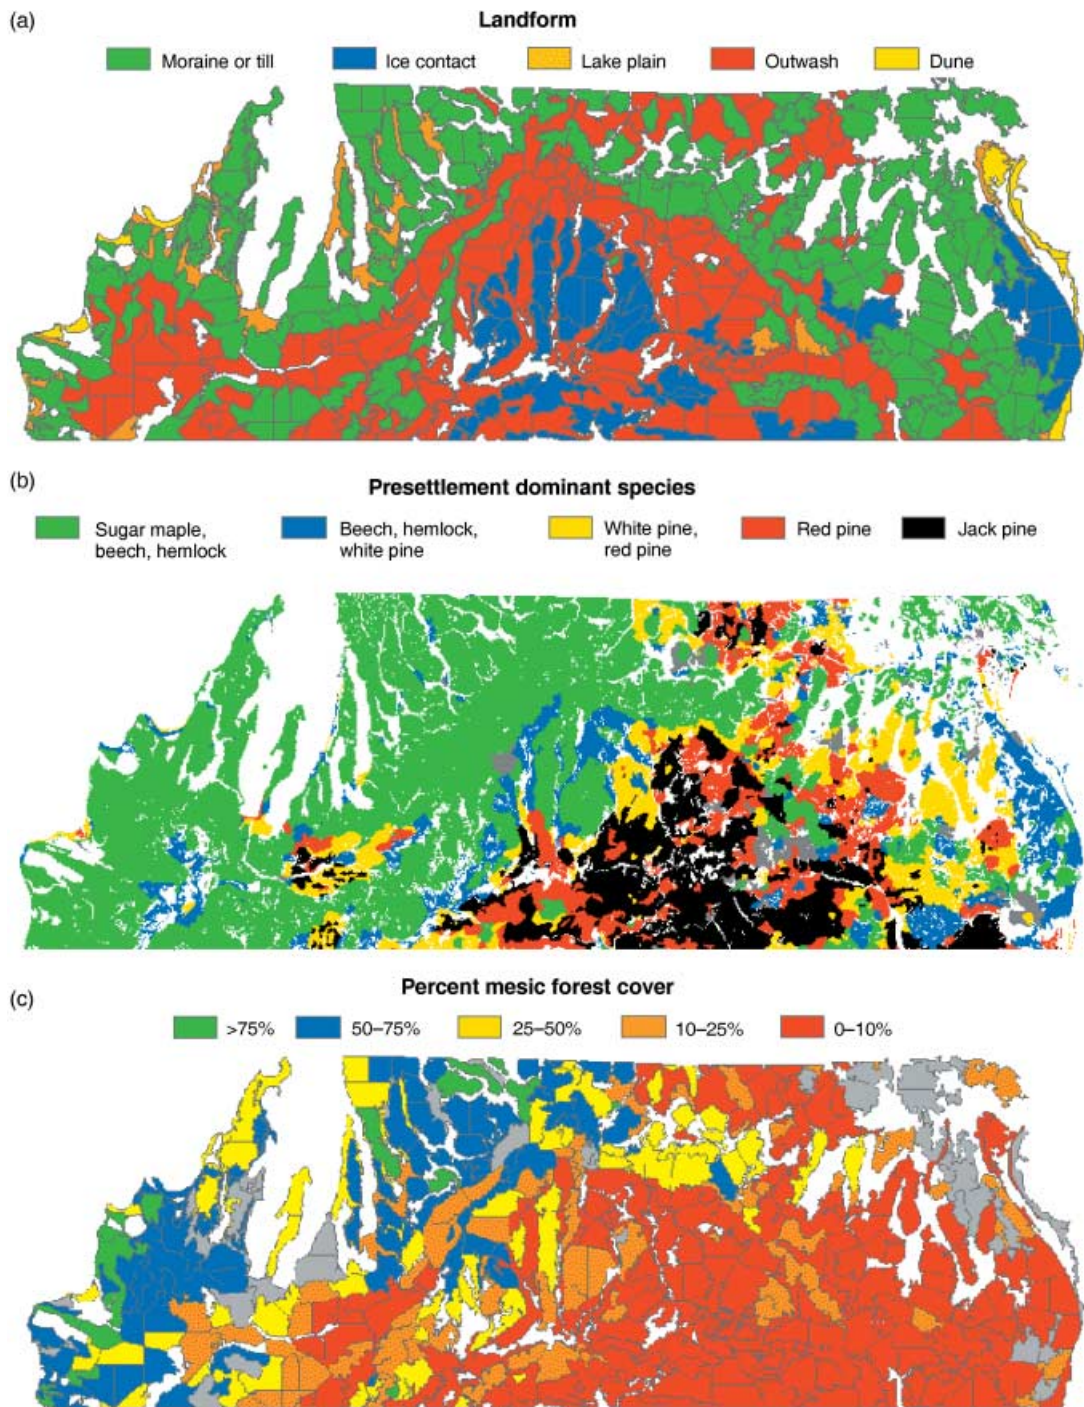 (a)
Landform
Moraine or till
Ice contact
Lake plain
Outwash
Dune
(b)
Presettlement dominant species
Sugar maple,
beech, hemlock
Beech, hemlock,
white pine
White pine,
red pine
Red pine
Jack pine
(c)
Percent mesic forest cover
>75%
50–75%
25–50%
10–25%
0–10%